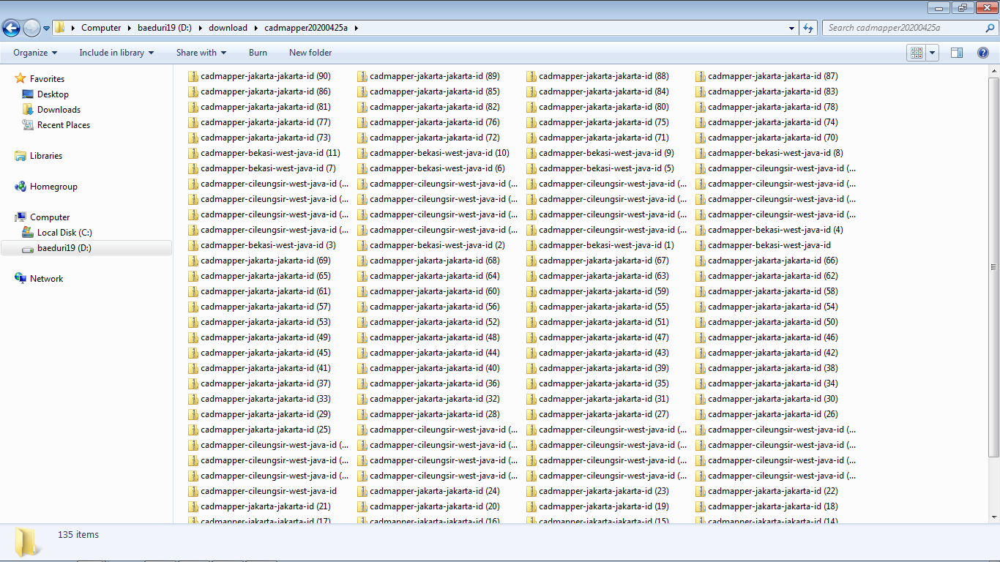 Computer baeduri19 (D:) download cadmapper20200425a Search cadmapper20200425a
Organize Include in library Share with Burn New folder
Favorites
Desktop
Downloads
Recent Places
Libraries
Homegroup
Computer
Local Disk (C:)
baeduri19 (D:)
Network
cadmapper-jakarta-jakarta-id (90) cadmapper-jakarta-jakarta-id (89) cadmapper-jakarta-jakarta-id (88) cadmapper-jakarta-jakarta-id (87)
cadmapper-jakarta-jakarta-id (86) cadmapper-jakarta-jakarta-id (85) cadmapper-jakarta-jakarta-id (84) cadmapper-jakarta-jakarta-id (83)
cadmapper-jakarta-jakarta-id (81) cadmapper-jakarta-jakarta-id (82) cadmapper-jakarta-jakarta-id (80) cadmapper-jakarta-jakarta-id (78)
cadmapper-jakarta-jakarta-id (77) cadmapper-jakarta-jakarta-id (76) cadmapper-jakarta-jakarta-id (75) cadmapper-jakarta-jakarta-id (74)
cadmapper-jakarta-jakarta-id (73) cadmapper-jakarta-jakarta-id (72) cadmapper-jakarta-jakarta-id (71) cadmapper-jakarta-jakarta-id (70)
cadmapper-bekasi-west-java-id (11) cadmapper-bekasi-west-java-id (10) cadmapper-bekasi-west-java-id (9) cadmapper-bekasi-west-java-id (8)
cadmapper-bekasi-west-java-id (7) cadmapper-bekasi-west-java-id (6) cadmapper-bekasi-west-java-id (5) cadmapper-cileungsir-west-java-id (...
cadmapper-cileungsir-west-java-id (... cadmapper-cileungsir-west-java-id (... cadmapper-cileungsir-west-java-id (... cadmapper-cileungsir-west-java-id (...
cadmapper-cileungsir-west-java-id (... cadmapper-cileungsir-west-java-id (... cadmapper-cileungsir-west-java-id (... cadmapper-cileungsir-west-java-id (...
cadmapper-cileungsir-west-java-id (... cadmapper-cileungsir-west-java-id (... cadmapper-cileungsir-west-java-id (... cadmapper-cileungsir-west-java-id (...
cadmapper-cileungsir-west-java-id (... cadmapper-cileungsir-west-java-id (... cadmapper-cileungsir-west-java-id (... cadmapper-bekasi-west-java-id (4)
cadmapper-bekasi-west-java-id (3) cadmapper-bekasi-west-java-id (2) cadmapper-bekasi-west-java-id (1) cadmapper-bekasi-west-java-id
cadmapper-jakarta-jakarta-id (69) cadmapper-jakarta-jakarta-id (68) cadmapper-jakarta-jakarta-id (67) cadmapper-jakarta-jakarta-id (66)
cadmapper-jakarta-jakarta-id (65) cadmapper-jakarta-jakarta-id (64) cadmapper-jakarta-jakarta-id (63) cadmapper-jakarta-jakarta-id (62)
cadmapper-jakarta-jakarta-id (61) cadmapper-jakarta-jakarta-id (60) cadmapper-jakarta-jakarta-id (59) cadmapper-jakarta-jakarta-id (58)
cadmapper-jakarta-jakarta-id (57) cadmapper-jakarta-jakarta-id (56) cadmapper-jakarta-jakarta-id (55) cadmapper-jakarta-jakarta-id (54)
cadmapper-jakarta-jakarta-id (53) cadmapper-jakarta-jakarta-id (52) cadmapper-jakarta-jakarta-id (51) cadmapper-jakarta-jakarta-id (50)
cadmapper-jakarta-jakarta-id (49) cadmapper-jakarta-jakarta-id (48) cadmapper-jakarta-jakarta-id (47) cadmapper-jakarta-jakarta-id (46)
cadmapper-jakarta-jakarta-id (45) cadmapper-jakarta-jakarta-id (44) cadmapper-jakarta-jakarta-id (43) cadmapper-jakarta-jakarta-id (42)
cadmapper-jakarta-jakarta-id (41) cadmapper-jakarta-jakarta-id (40) cadmapper-jakarta-jakarta-id (39) cadmapper-jakarta-jakarta-id (38)
cadmapper-jakarta-jakarta-id (37) cadmapper-jakarta-jakarta-id (36) cadmapper-jakarta-jakarta-id (35) cadmapper-jakarta-jakarta-id (34)
cadmapper-jakarta-jakarta-id (33) cadmapper-jakarta-jakarta-id (32) cadmapper-jakarta-jakarta-id (31) cadmapper-jakarta-jakarta-id (30)
cadmapper-jakarta-jakarta-id (29) cadmapper-jakarta-jakarta-id (28) cadmapper-jakarta-jakarta-id (27) cadmapper-jakarta-jakarta-id (26)
cadmapper-jakarta-jakarta-id (25) cadmapper-cileungsir-west-java-id (... cadmapper-cileungsir-west-java-id (... cadmapper-cileungsir-west-java-id (...
cadmapper-cileungsir-west-java-id (... cadmapper-cileungsir-west-java-id (... cadmapper-cileungsir-west-java-id (... cadmapper-cileungsir-west-java-id (...
cadmapper-cileungsir-west-java-id (... cadmapper-cileungsir-west-java-id (... cadmapper-cileungsir-west-java-id (... cadmapper-cileungsir-west-java-id (...
cadmapper-cileungsir-west-java-id (... cadmapper-cileungsir-west-java-id (... cadmapper-cileungsir-west-java-id (... cadmapper-cileungsir-west-java-id (...
cadmapper-cileungsir-west-java-id cadmapper-jakarta-jakarta-id (24) cadmapper-jakarta-jakarta-id (23) cadmapper-jakarta-jakarta-id (22)
cadmapper-jakarta-jakarta-id (21) cadmapper-jakarta-jakarta-id (20) cadmapper-jakarta-jakarta-id (19) cadmapper-jakarta-jakarta-id (18)
cadmapper-jakarta-jakarta-id (17) cadmapper-jakarta-jakarta-id (16) cadmapper-jakarta-jakarta-id (15) cadmapper-jakarta-jakarta-id (14)
135 items